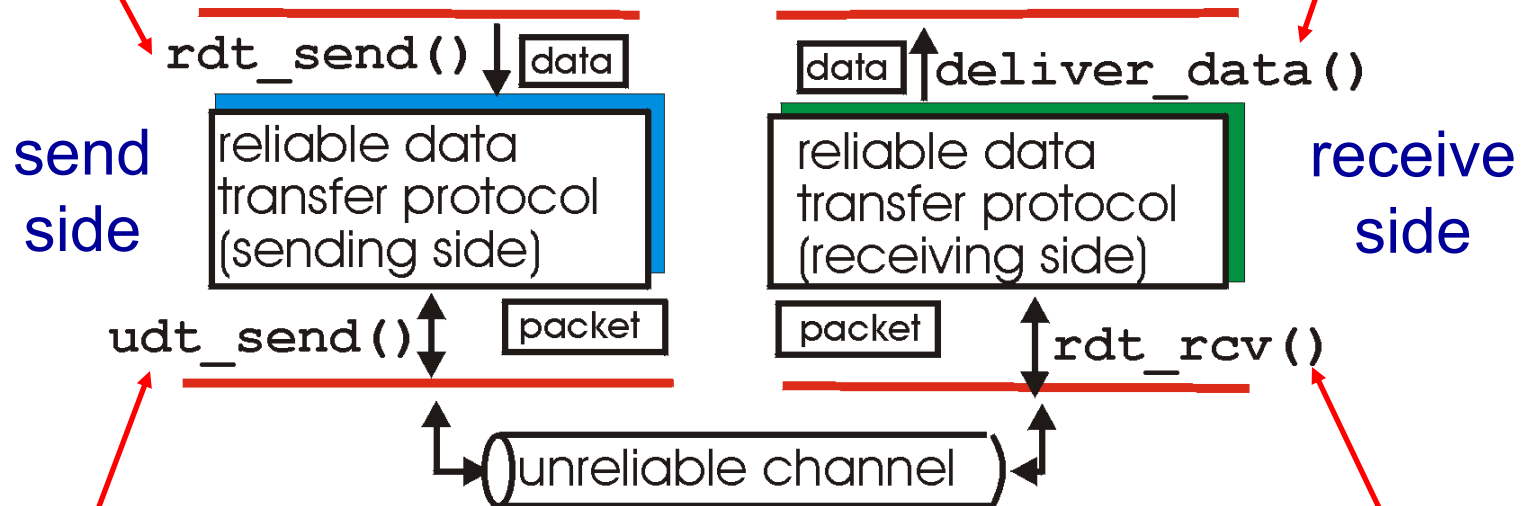 rdt_send()
data
data
deliver_data()
send
side
reliable data
transfer protocol
(sending side)
reliable data
transfer protocol
(receiving side)
receive
side
udt_send()
packet
packet
rdt_rcv()
unreliable channel